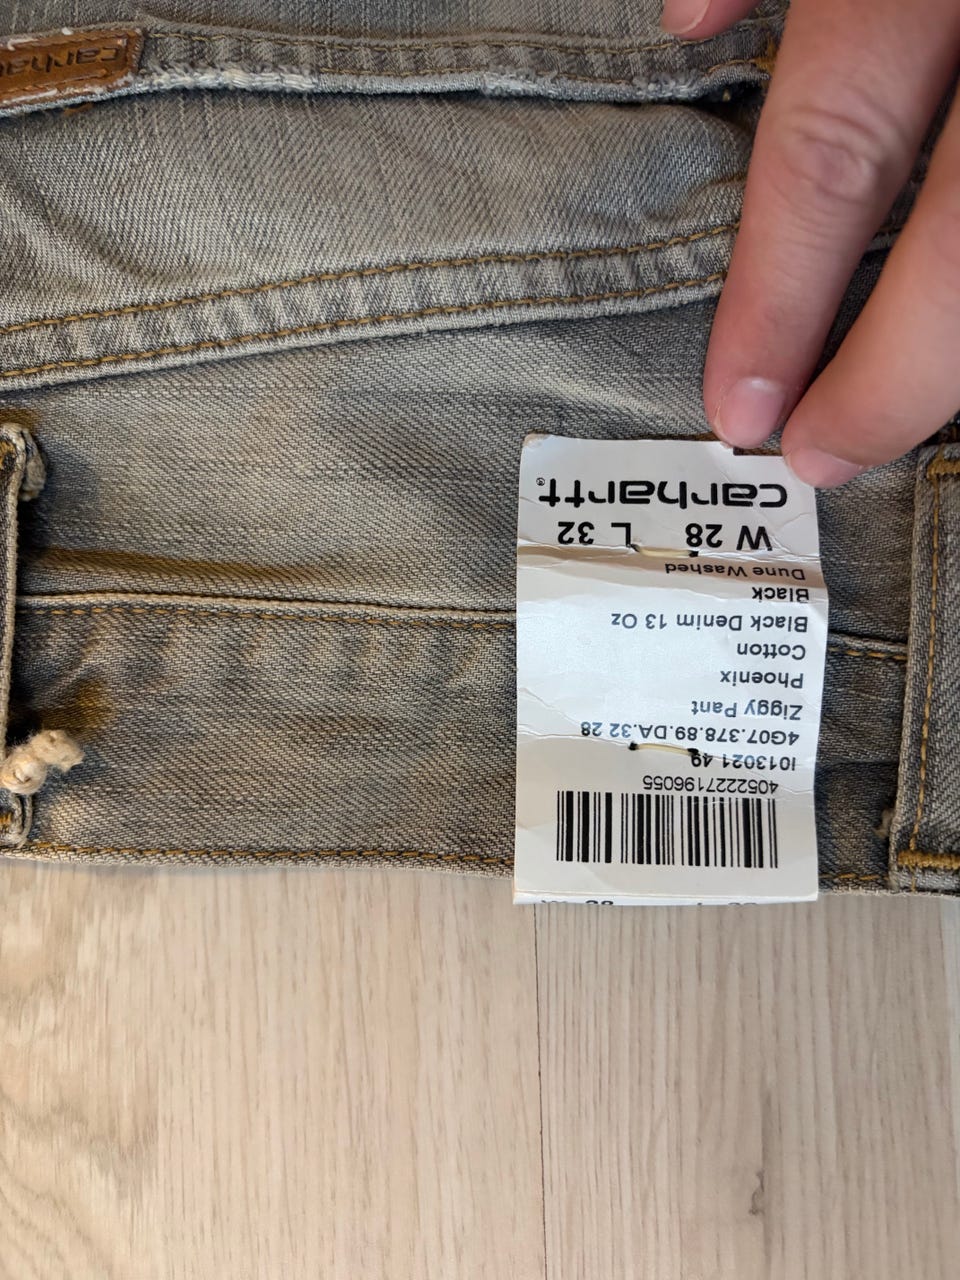 carhartt®
W 28 L 32
Dune Washed
Black
Black Denim 13 Oz
Cotton
Phoenix
Ziggy Pant
4G07.378.89.DA.32 28
I013021 49
4052227196055